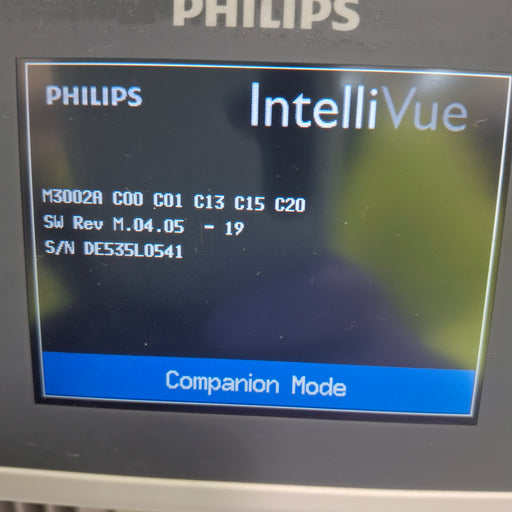 PHILIPS
PHILIPS IntelliVue
M3002A C00 C01 C13 C15 C20
SW Rev M.04.05 - 19
S/N DE535L0541
Companion Mode